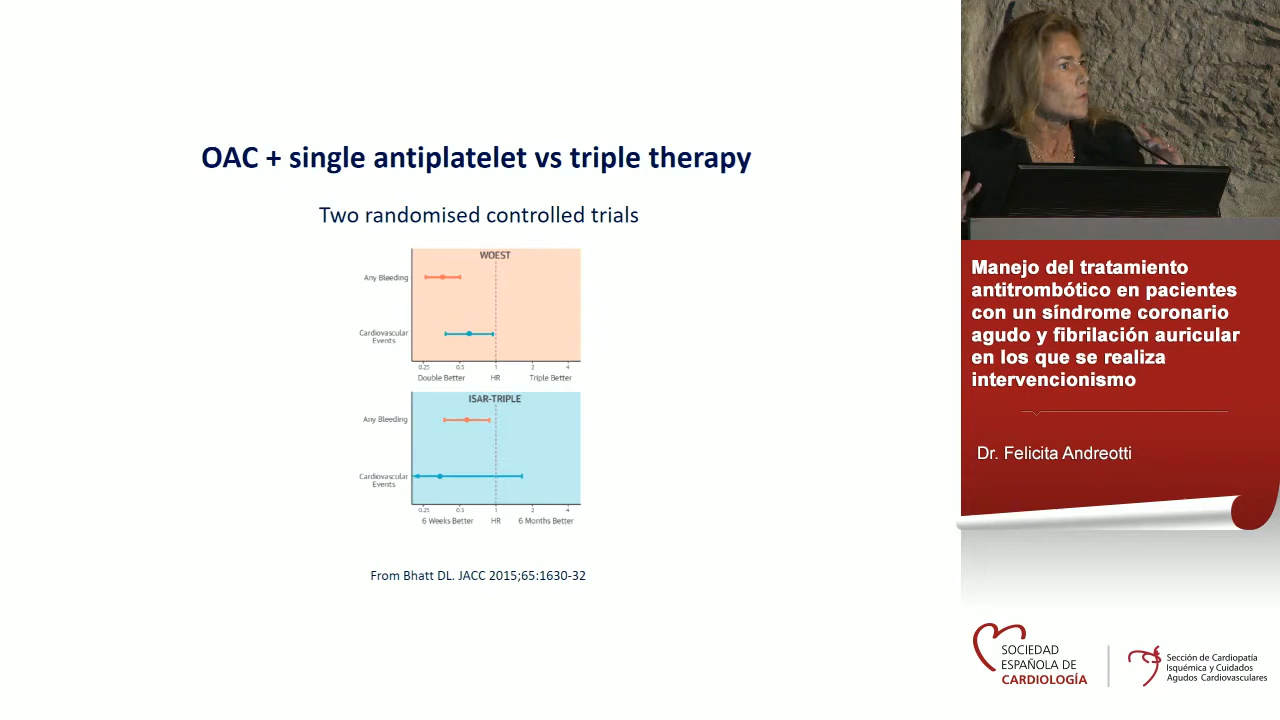 OAC + single antiplatelet vs triple therapy
Two randomised controlled trials
WOEST
Any Bleeding
Cardiovascular
Events
0.25 0.5 1 2 4
Double Better HR Triple Better
ISAR-TRIPLE
Any Bleeding
Cardiovascular
Events
0.25 0.5 1 2 4
6 Weeks Better HR 6 Months Better
From Bhatt DL. JACC 2015;65:1630-32
Manejo del tratamiento
antitrombótico en pacientes
con un síndrome coronario
agudo y fibrilación auricular
en los que se realiza
intervencionismo
Dr. Felicita Andreotti
SOCIEDAD
ESPAÑOLA DE
CARDIOLOGÍA
Sección de Cardiopatía
Isquémica y Cuidados
Agudos Cardiovasculares